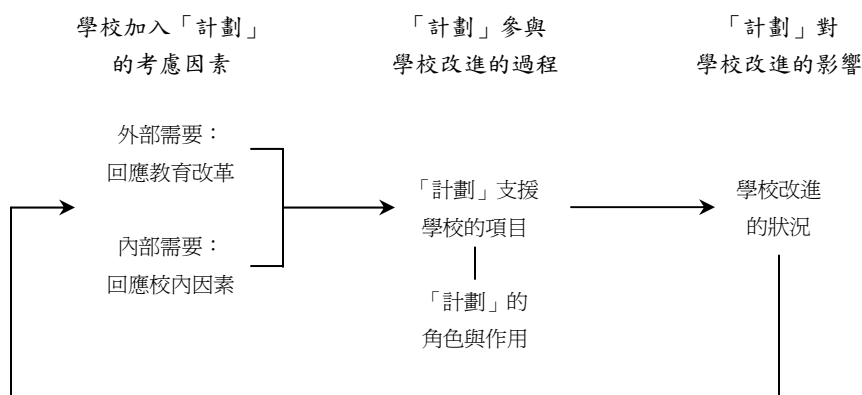 學校加入「計劃」
的考慮因素
「計劃」參與
學校改進的過程
「計劃」對
學校改進的影響
外部需要：
回應教育改革
內部需要：
回應校內因素
「計劃」支援
學校的項目
「計劃」的
角色與作用
學校改進
的狀況